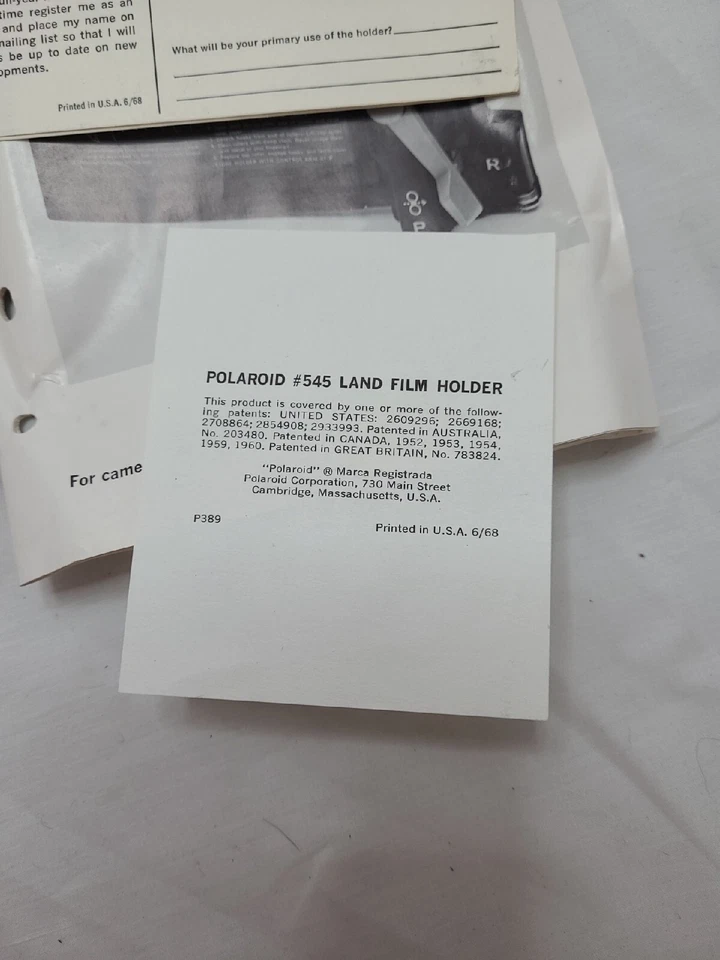 time register me as an
and place my name on
mailing list so that I will
be up to date on new
opments.
Printed in U.S.A. 6/68
What will be your primary use of the holder?
R
P
For came
POLAROID #545 LAND FILM HOLDER
This product is covered by one or more of the follow-
ing patents: UNITED STATES: 2609296; 2669168;
2708864; 2854908; 2933993. Patented in AUSTRALIA,
No. 203480. Patented in CANADA, 1952, 1953, 1954,
1959, 1960. Patented in GREAT BRITAIN, No. 783824.
"Polaroid" ® Marca Registrada
Polaroid Corporation, 730 Main Street
Cambridge, Massachusetts, U.S.A.
P389
Printed in U.S.A. 6/68